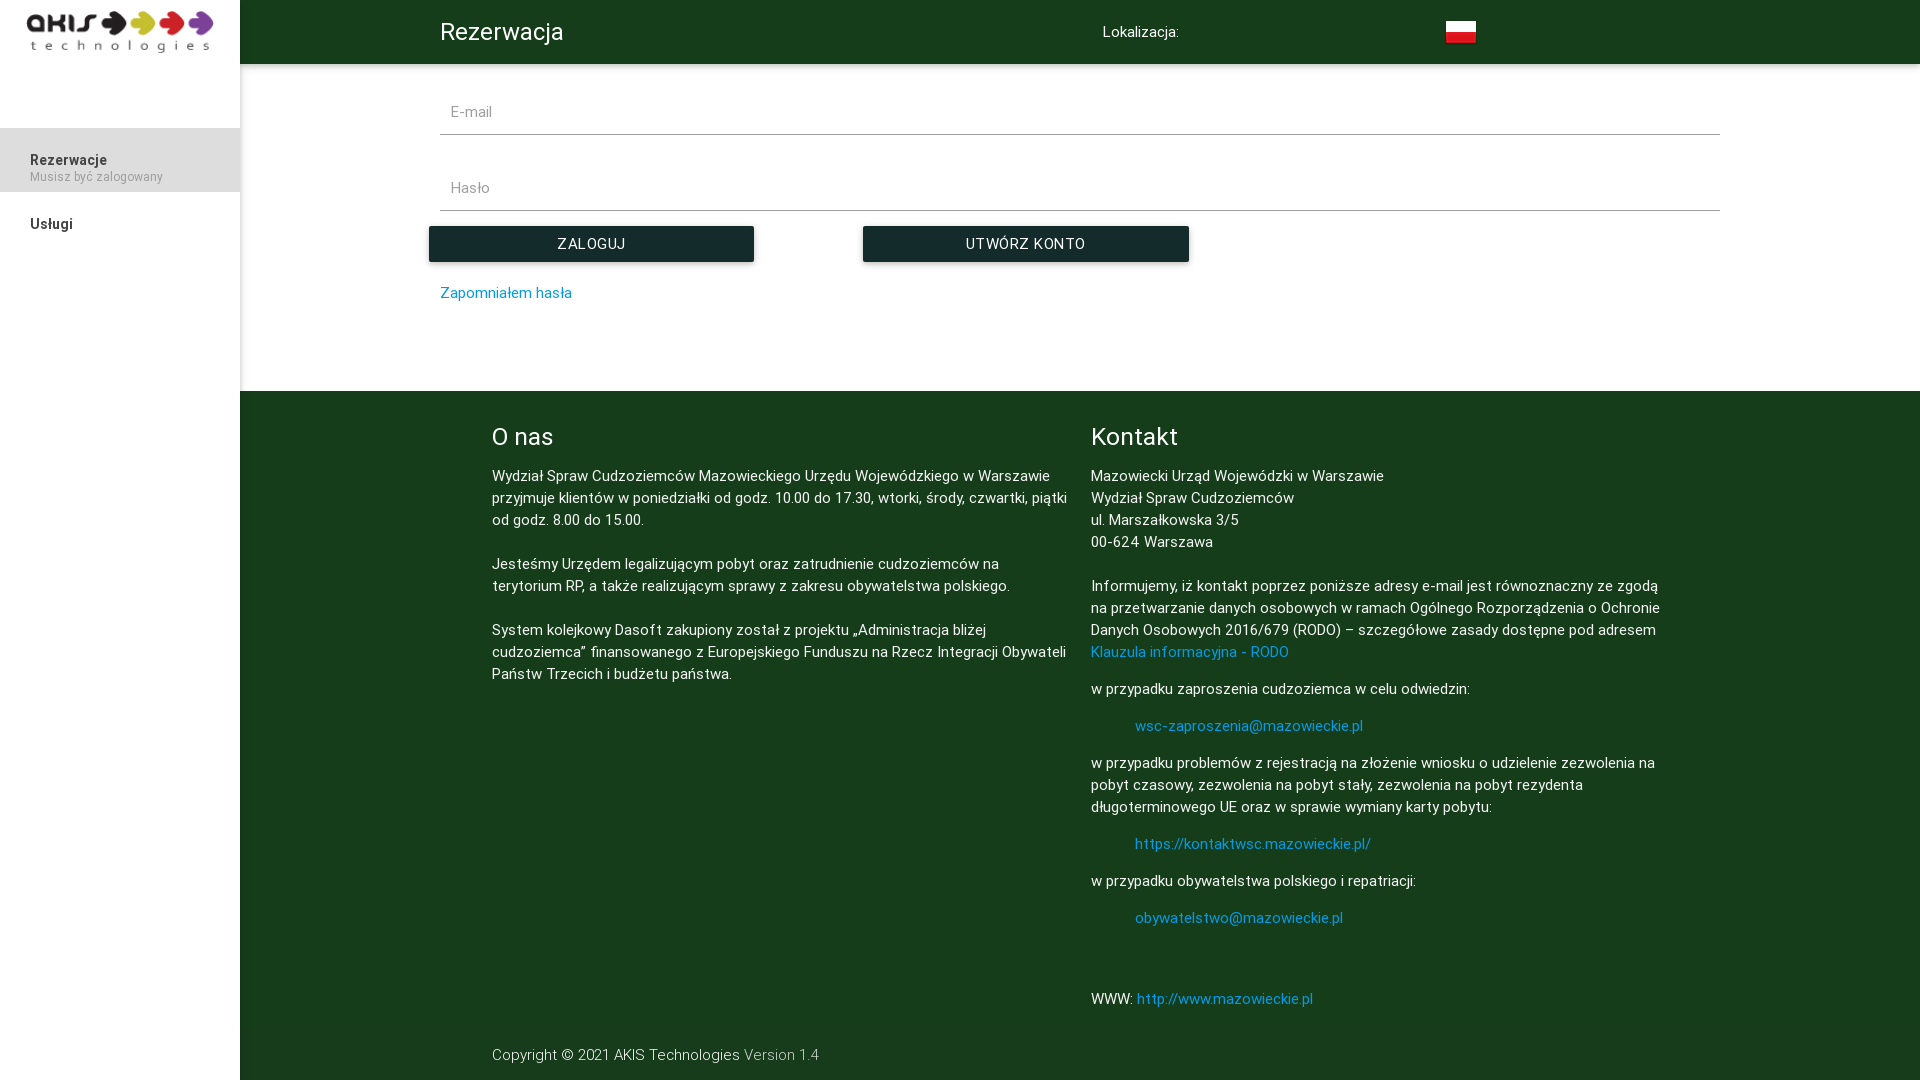 akis
technologies
Rezerwacja
Lokalizacja:
Rezerwacje
Musisz być zalogowany
Usługi
E-mail
Hasło
ZALOGUJ
UTWÓRZ KONTO
Zapomniałem hasła
O nas
Wydział Spraw Cudzoziemców Mazowieckiego Urzędu Wojewódzkiego w Warszawie
przyjmuje klientów w poniedziałki od godz. 10.00 do 17.30, wtorki, środy, czwartki, piątki
od godz. 8.00 do 15.00.
Jesteśmy Urzędem legalizującym pobyt oraz zatrudnienie cudzoziemców na
terytorium RP, a także realizującym sprawy z zakresu obywatelstwa polskiego.
System kolejkowy Dasoft zakupiony został z projektu „Administracja bliżej
cudzoziemca” finansowanego z Europejskiego Funduszu na Rzecz Integracji Obywateli
Państw Trzecich i budżetu państwa.
Kontakt
Mazowiecki Urząd Wojewódzki w Warszawie
Wydział Spraw Cudzoziemców
ul. Marszałkowska 3/5
00-624 Warszawa
Informujemy, iż kontakt poprzez poniższe adresy e-mail jest równoznaczny ze zgodą
na przetwarzanie danych osobowych w ramach Ogólnego Rozporządzenia o Ochronie
Danych Osobowych 2016/679 (RODO) – szczegółowe zasady dostępne pod adresem
Klauzula informacyjna - RODO
w przypadku zaproszenia cudzoziemca w celu odwiedzin:
wsc-zaproszenia@mazowieckie.pl
w przypadku problemów z rejestracją na złożenie wniosku o udzielenie zezwolenia na
pobyt czasowy, zezwolenia na pobyt stały, zezwolenia na pobyt rezydenta
długoterminowego UE oraz w sprawie wymiany karty pobytu:
https://kontaktwsc.mazowieckie.pl/
w przypadku obywatelstwa polskiego i repatriacji:
obywatelstwo@mazowieckie.pl
WWW: http://www.mazowieckie.pl
Copyright © 2021 AKIS Technologies Version 1.4